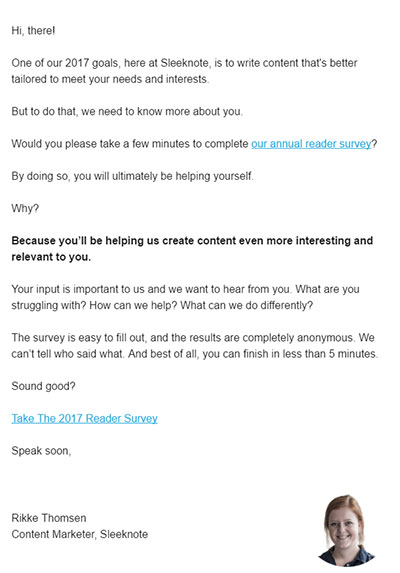 Hi, there!
One of our 2017 goals, here at Sleeknote, is to write content that's better
tailored to meet your needs and interests.
But to do that, we need to know more about you.
Would you please take a few minutes to complete our annual reader survey?
By doing so, you will ultimately be helping yourself.
Why?
Because you'll be helping us create content even more interesting and
relevant to you.
Your input is important to us and we want to hear from you. What are you
struggling with? How can we help? What can we do differently?
The survey is easy to fill out, and the results are completely anonymous. We
can't tell who said what. And best of all, you can finish in less than 5 minutes.
Sound good?
Take The 2017 Reader Survey
Speak soon,
Rikke Thomsen
Content Marketer, Sleeknote